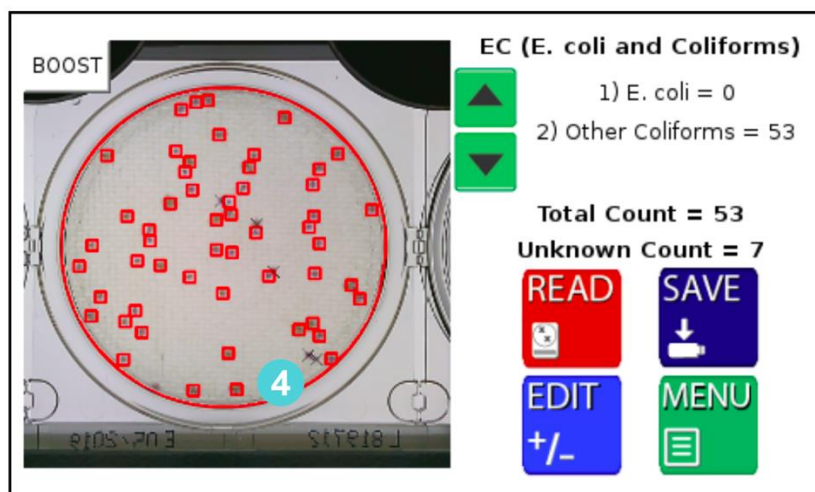 BOOST
EC (E. coli and Coliforms)
1) E. coli = 0
2) Other Coliforms = 53
Total Count = 53
Unknown Count = 7
READ
SAVE
EDIT
+/-
MENU
4